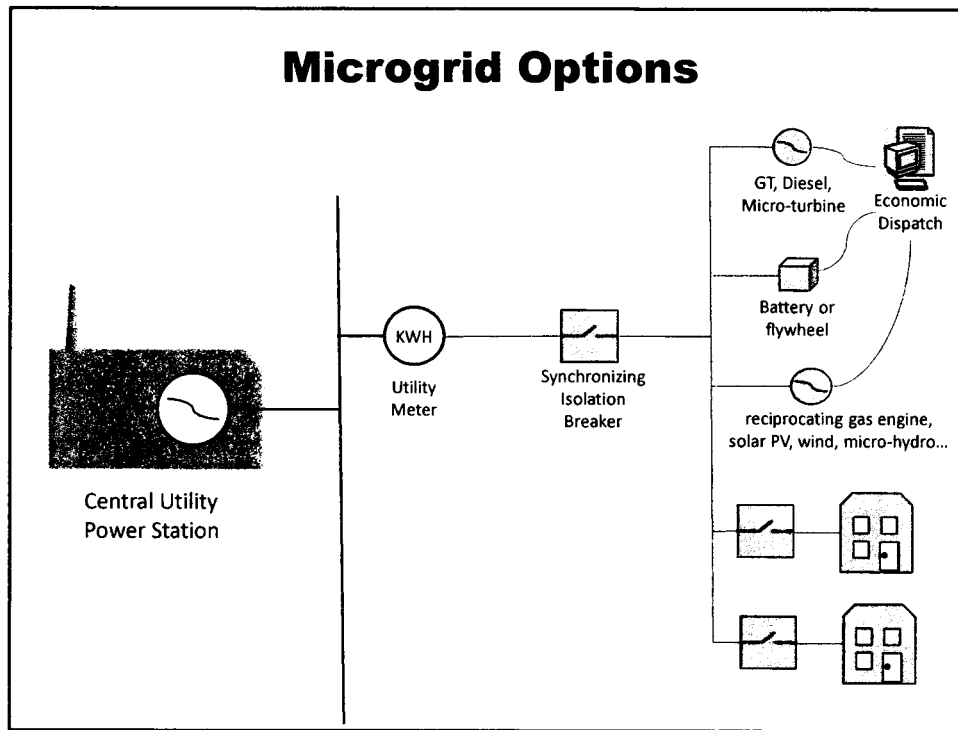 Microgrid Options
GT, Diesel,
Micro-turbine
Economic
Dispatch
Battery or
flywheel
KWH
Utility
Meter
Synchronizing
Isolation
Breaker
reciprocating gas engine,
solar PV, wind, micro-hydro...
Central Utility
Power Station